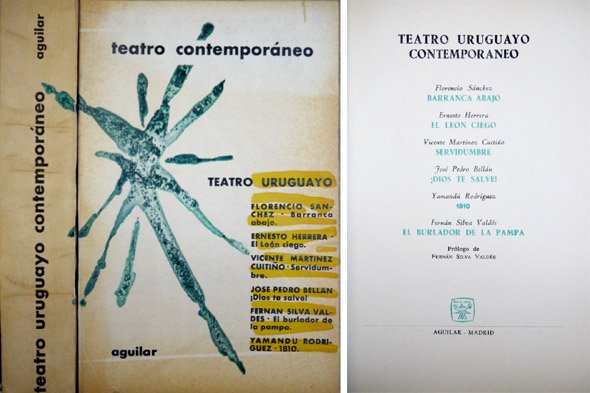 aguilar
teatro uruguayo contemporáneo
teatro contemporáneo
TEATRO URUGUAYO
FLORENCIO SAN-
CHEZ · Barranca
abajo.
ERNESTO HERRERA ·
El León ciego.
VICENTE MARTINEZ
CUITIÑO · Servidum-
bre.
JOSE PEDRO BELLAN
¡Dios te salve!
FERNAN SILVA VAL-
DES · El burlador de
la pampa.
YAMANDU RODRI-
GUEZ · 1810.
aguilar
TEATRO URUGUAYO
CONTEMPORANEO
Florencio Sánchez
BARRANCA ABAJO
Ernesto Herrera
EL LEON CIEGO
Vicente Martínez Cuitiño
SERVIDUMBRE
José Pedro Bellán
¡DIOS TE SALVE!
Yamandú Rodríguez
1810
Fernán Silva Valdés
EL BURLADOR DE LA PAMPA
Prólogo de
FERNÁN SILVA VALDÉS
AGUILAR - MADRID